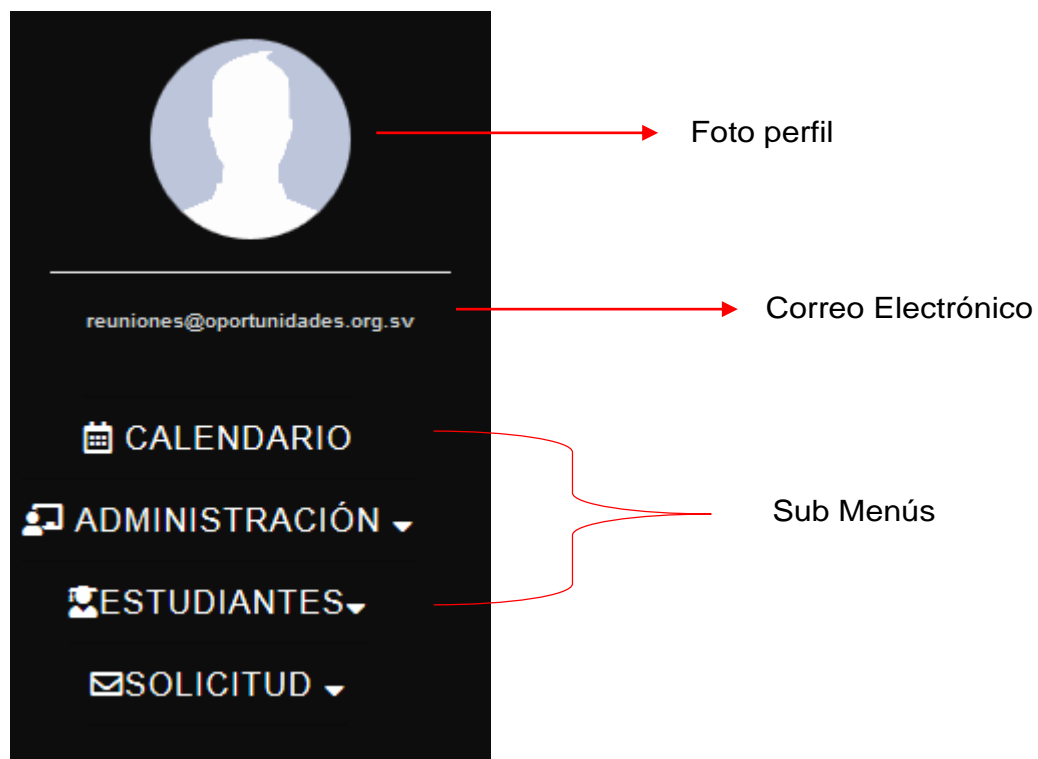 Foto perfil
reuniones@oportunidades.org.sv
Correo Electrónico
CALENDARIO
ADMINISTRACIÓN
Sub Menús
ESTUDIANTES
SOLICITUD